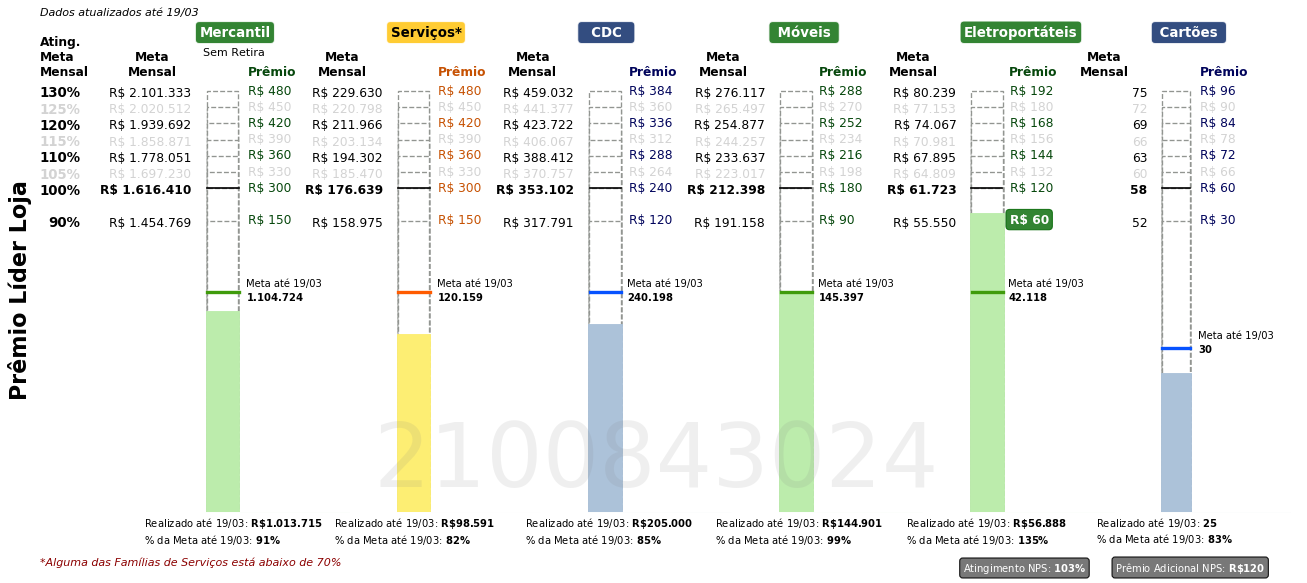 Dados atualizados até 19/03
Mercantil Serviços* CDC Móveis Eletroportáteis Cartões
Sem Retira
Ating. Meta Mensal Meta Mensal Prêmio Meta Mensal Prêmio Meta Mensal Prêmio Meta Mensal Prêmio Meta Mensal Prêmio Meta Mensal Prêmio
130% R$ 2.101.333 R$ 480 R$ 229.630 R$ 480 R$ 459.032 R$ 384 R$ 276.117 R$ 288 R$ 80.239 R$ 192 75 R$ 96
125% R$ 2.020.512 R$ 450 R$ 220.798 R$ 450 R$ 441.377 R$ 360 R$ 265.497 R$ 270 R$ 77.153 R$ 180 72 R$ 90
120% R$ 1.939.692 R$ 420 R$ 211.966 R$ 420 R$ 423.722 R$ 336 R$ 254.877 R$ 252 R$ 74.067 R$ 168 69 R$ 84
115% R$ 1.858.871 R$ 390 R$ 203.134 R$ 390 R$ 406.067 R$ 312 R$ 244.257 R$ 234 R$ 70.981 R$ 156 66 R$ 78
110% R$ 1.778.051 R$ 360 R$ 194.302 R$ 360 R$ 388.412 R$ 288 R$ 233.637 R$ 216 R$ 67.895 R$ 144 63 R$ 72
105% R$ 1.697.230 R$ 330 R$ 185.470 R$ 330 R$ 370.757 R$ 264 R$ 223.017 R$ 198 R$ 64.809 R$ 132 60 R$ 66
100% R$ 1.616.410 R$ 300 R$ 176.639 R$ 300 R$ 353.102 R$ 240 R$ 212.398 R$ 180 R$ 61.723 R$ 120 58 R$ 60
90% R$ 1.454.769 R$ 150 R$ 158.975 R$ 150 R$ 317.791 R$ 120 R$ 191.158 R$ 90 R$ 55.550 R$ 60 52 R$ 30
Prêmio Líder Loja
Meta até 19/03 Meta até 19/03 Meta até 19/03 Meta até 19/03 Meta até 19/03
1.104.724 120.159 240.198 145.397 42.118
Meta até 19/03
30
2100843024
Realizado até 19/03: R$1.013.715 Realizado até 19/03: R$98.591 Realizado até 19/03: R$205.000 Realizado até 19/03: R$144.901 Realizado até 19/03: R$56.888 Realizado até 19/03: 25
% da Meta até 19/03: 91% % da Meta até 19/03: 82% % da Meta até 19/03: 85% % da Meta até 19/03: 99% % da Meta até 19/03: 135% % da Meta até 19/03: 83%
*Alguma das Famílias de Serviços está abaixo de 70%
Atingimento NPS: 103% Prêmio Adicional NPS: R$120